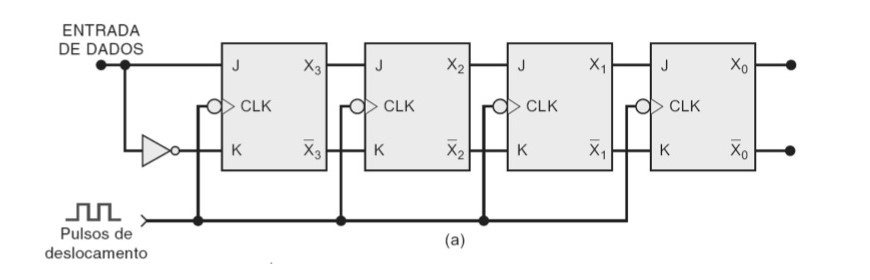 ENTRADA
DE DADOS
J X₃ J X₂ J X₁ J X₀
CLK CLK CLK CLK
K X̅₃ K X̅₂ K X̅₁ K X̅₀
Pulsos de
deslocamento
(a)